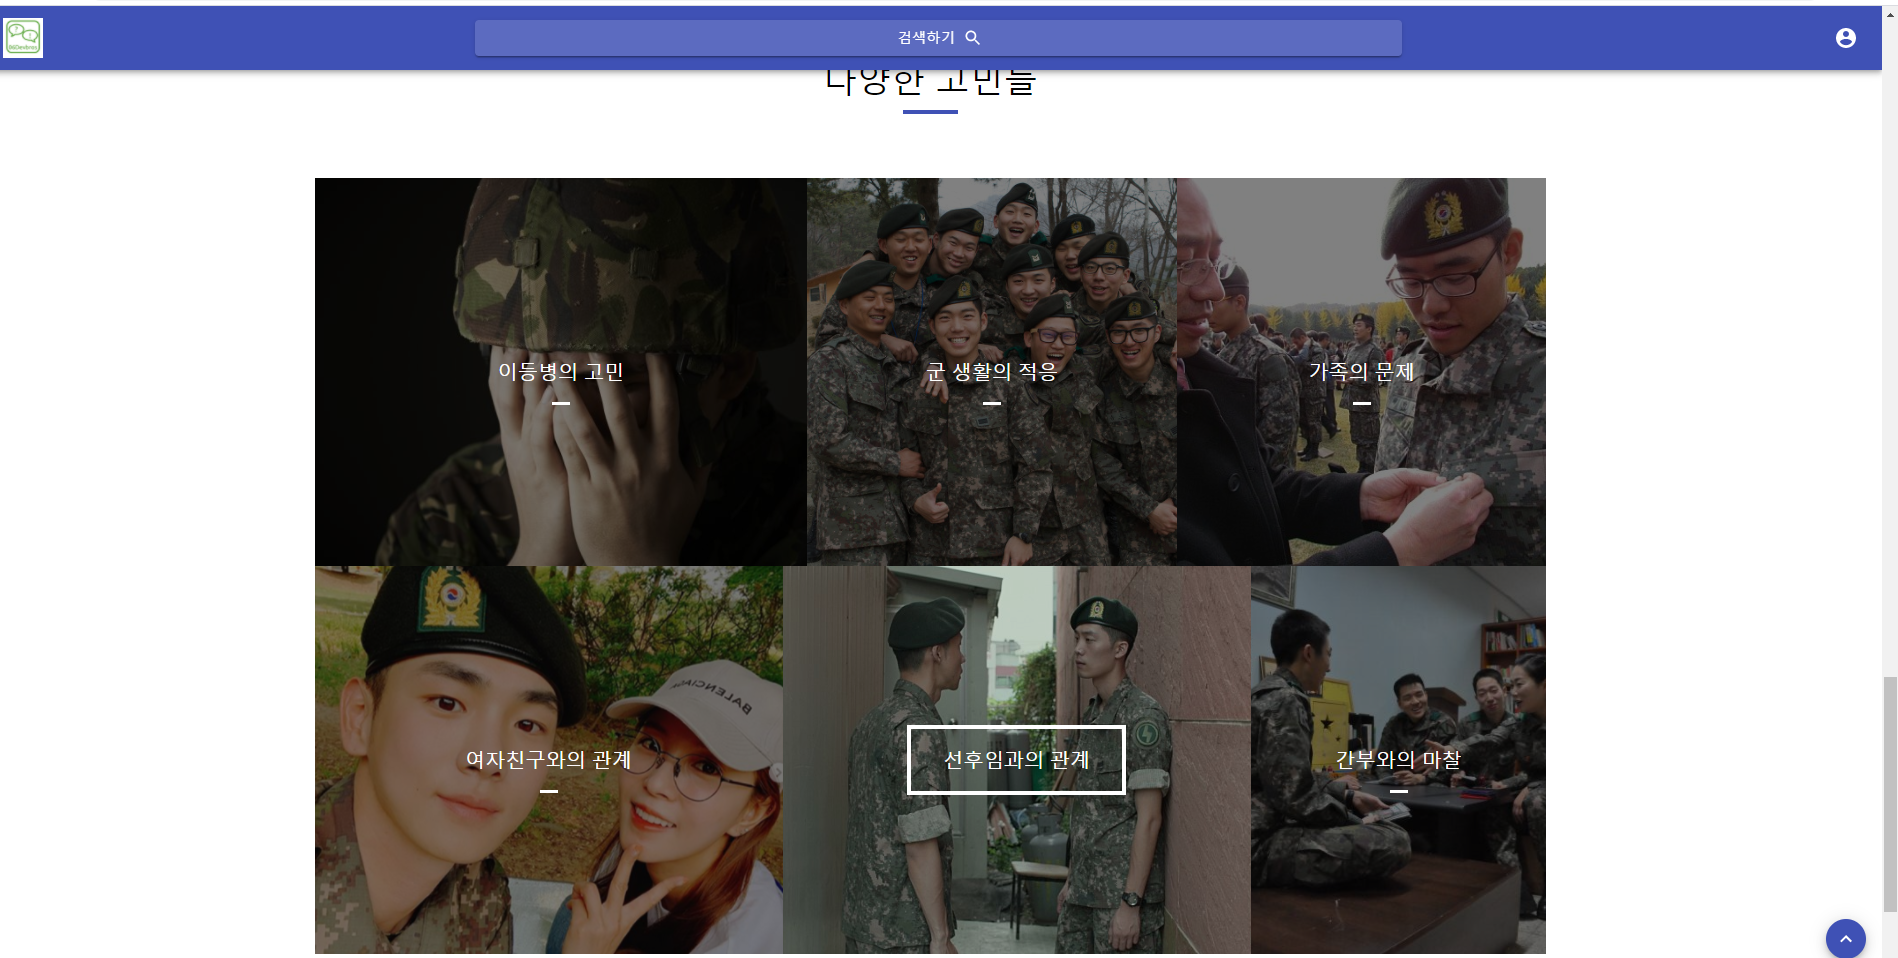 검색하기
다양한 고민들
이등병의 고민
군 생활의 적응
가족의 문제
BALENCIAGA
여자친구와의 관계
선후임과의 관계
간부와의 마찰